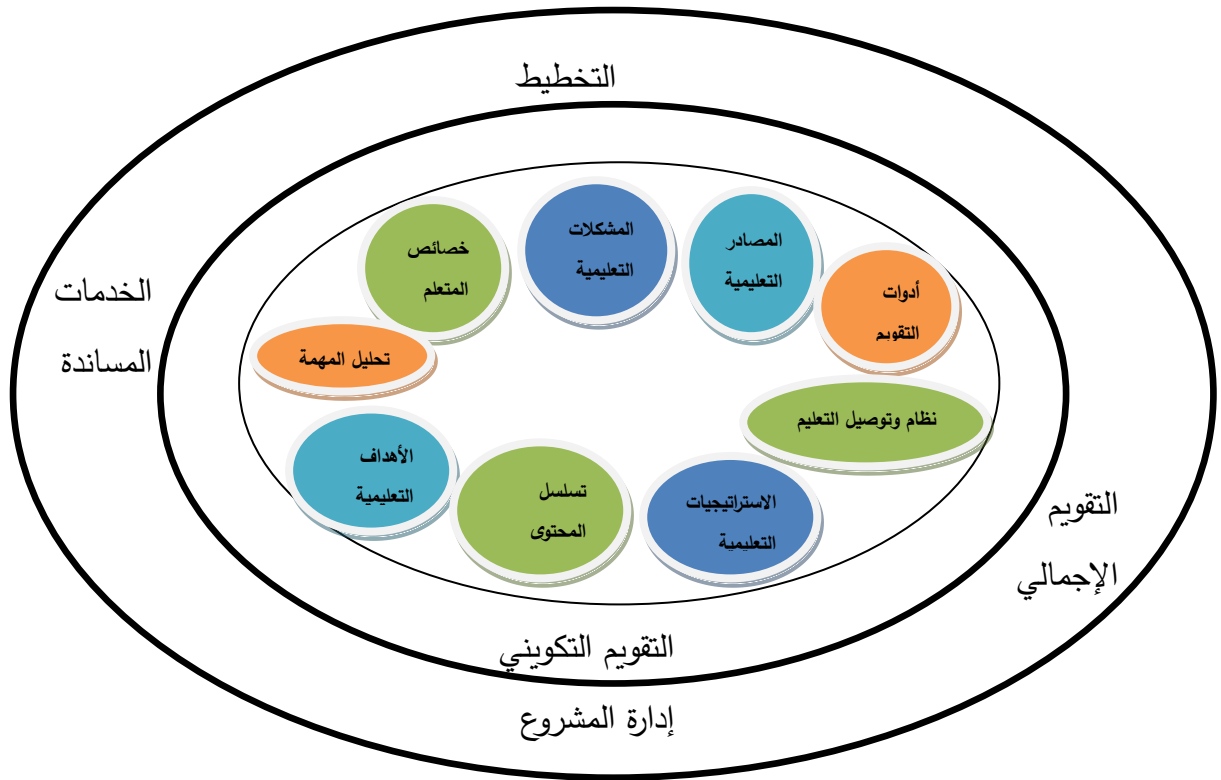 التخطيط
المشكلات
التعليمية
المصادر
التعليمية
خصائص
المتعلم
أدوات
التقويم
الخدمات
المساندة
تحليل المهمة
نظام وتوصيل التعليم
الأهداف
التعليمية
تسلسل
المحتوى
الاستراتيجيات
التعليمية
التقويم
الإجمالي
التقويم التكويني
إدارة المشروع